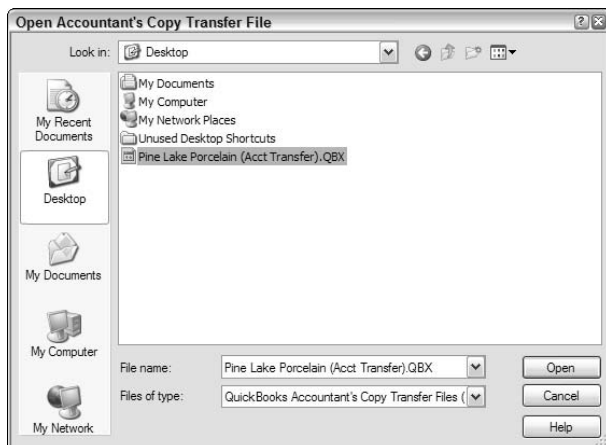 Open Accountant's Copy Transfer File
Look in:
Desktop
My Recent
Documents
Desktop
My Documents
My Computer
My Network
My Documents
My Computer
My Network Places
Unused Desktop Shortcuts
Pine Lake Porcelain (Acct Transfer).QBX
File name:
Pine Lake Porcelain (Acct Transfer).QBX
Open
Files of type:
QuickBooks Accountant's Copy Transfer Files (
Cancel
Help